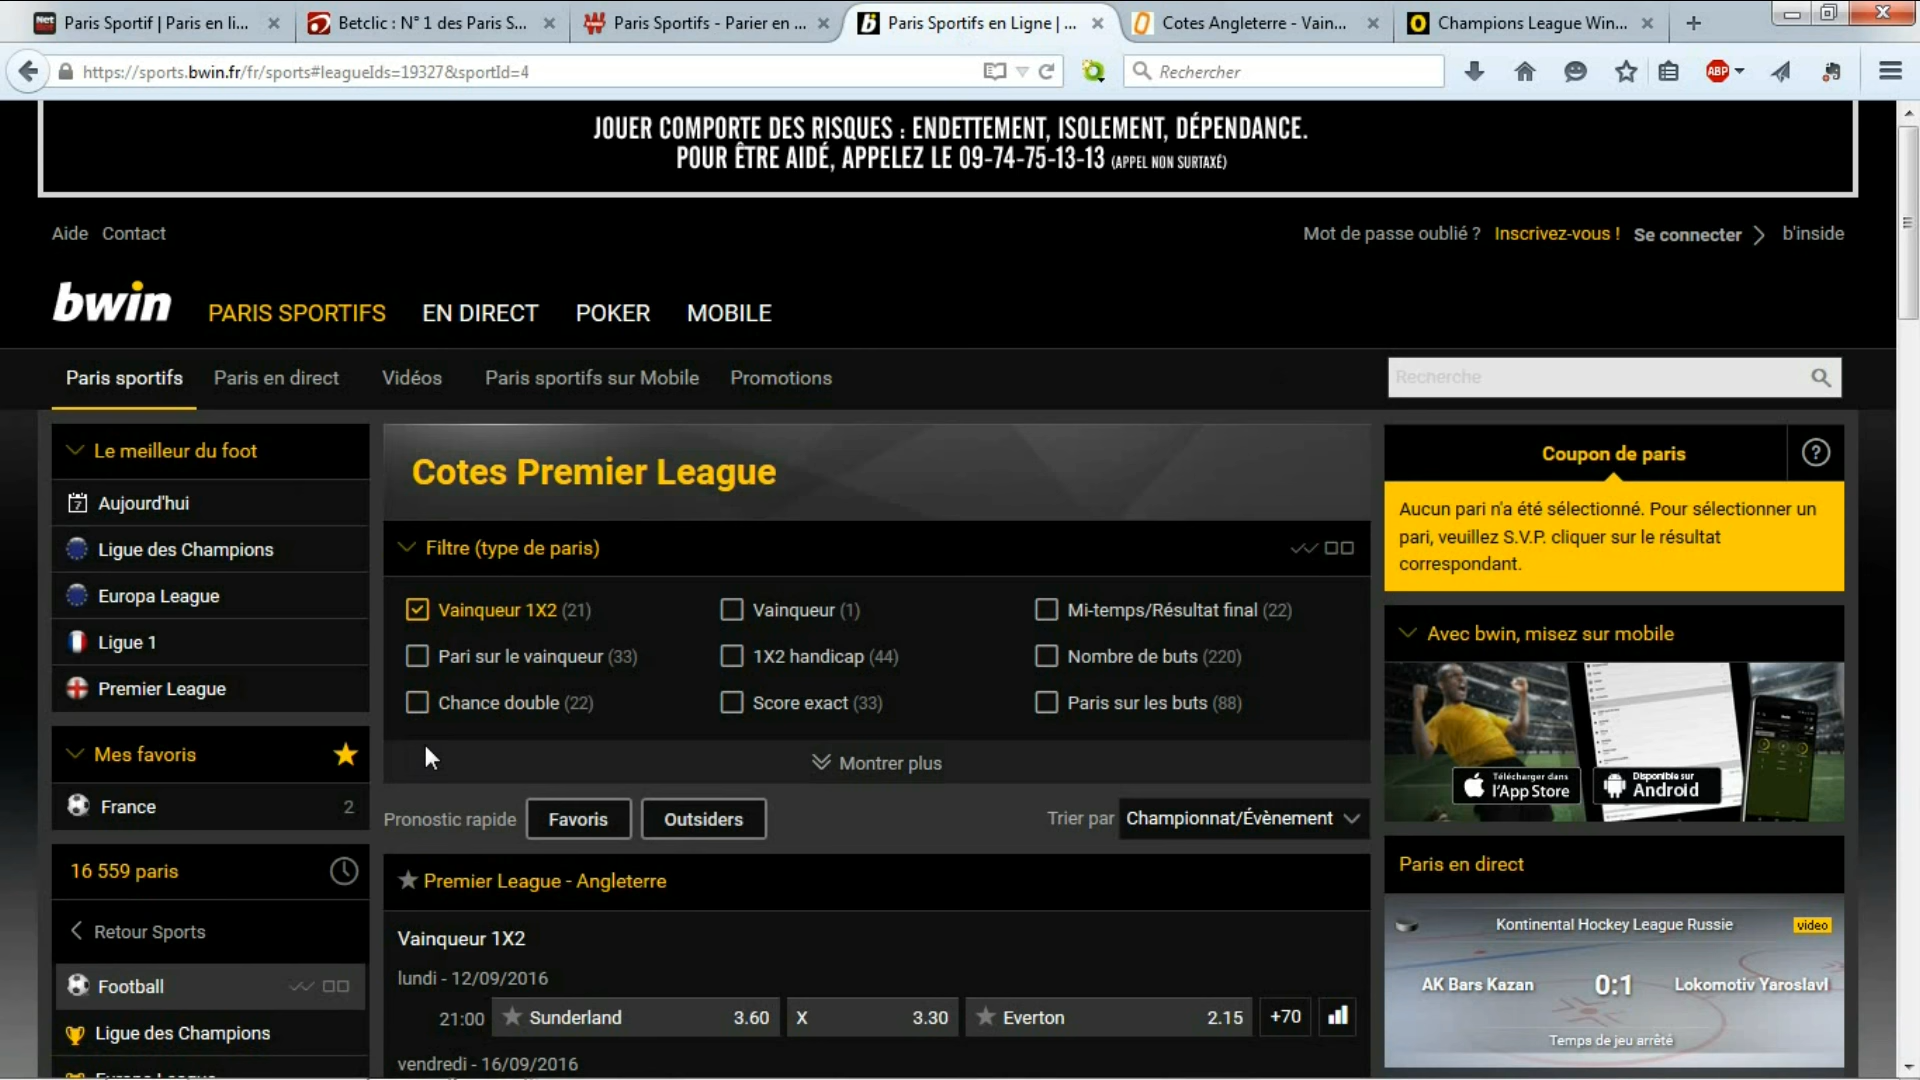 Paris Sportif | Paris en li...
Betclic : N°1 des Paris S...
Paris Sportifs - Parier en ...
Paris Sportifs en Ligne | ...
Cotes Angleterre - Vain...
Champions League Win...
https://sports.bwin.fr/fr/sports#leagueIds=19327&sportId=4
Rechercher
ABP
JOUER COMPORTE DES RISQUES : ENDETTEMENT, ISOLEMENT, DÉPENDANCE.
POUR ÊTRE AIDÉ, APPELEZ LE 09-74-75-13-13 (APPEL NON SURTAXÉ)
Aide Contact
Mot de passe oublié ? Inscrivez-vous ! Se connecter b'inside
bwin PARIS SPORTIFS EN DIRECT POKER MOBILE
Paris sportifs Paris en direct Vidéos Paris sportifs sur Mobile Promotions
Recherche
Le meilleur du foot
Aujourd'hui
Ligue des Champions
Europa League
Ligue 1
Premier League
Mes favoris
France 2
16 559 paris
Retour Sports
Football
Ligue des Champions
Cotes Premier League
Filtre (type de paris)
Vainqueur 1X2 (21) Vainqueur (1) Mi-temps/Résultat final (22)
Pari sur le vainqueur (33) 1X2 handicap (44) Nombre de buts (220)
Chance double (22) Score exact (33) Paris sur les buts (88)
Montrer plus
Pronostic rapide Favoris Outsiders Trier par Championnat/Évènement
Premier League - Angleterre
Vainqueur 1X2
lundi - 12/09/2016
21:00 Sunderland 3.60 X 3.30 Everton 2.15 +70
vendredi - 16/09/2016
Coupon de paris ?
Aucun pari n'a été sélectionné. Pour sélectionner un
pari, veuillez S.V.P. cliquer sur le résultat
correspondant.
Avec bwin, misez sur mobile
Télécharger dans
l'App Store
Disponible sur
Android
Paris en direct
Kontinental Hockey League Russie video
AK Bars Kazan 0:1 Lokomotiv Yaroslavl
Temps de jeu arrêté